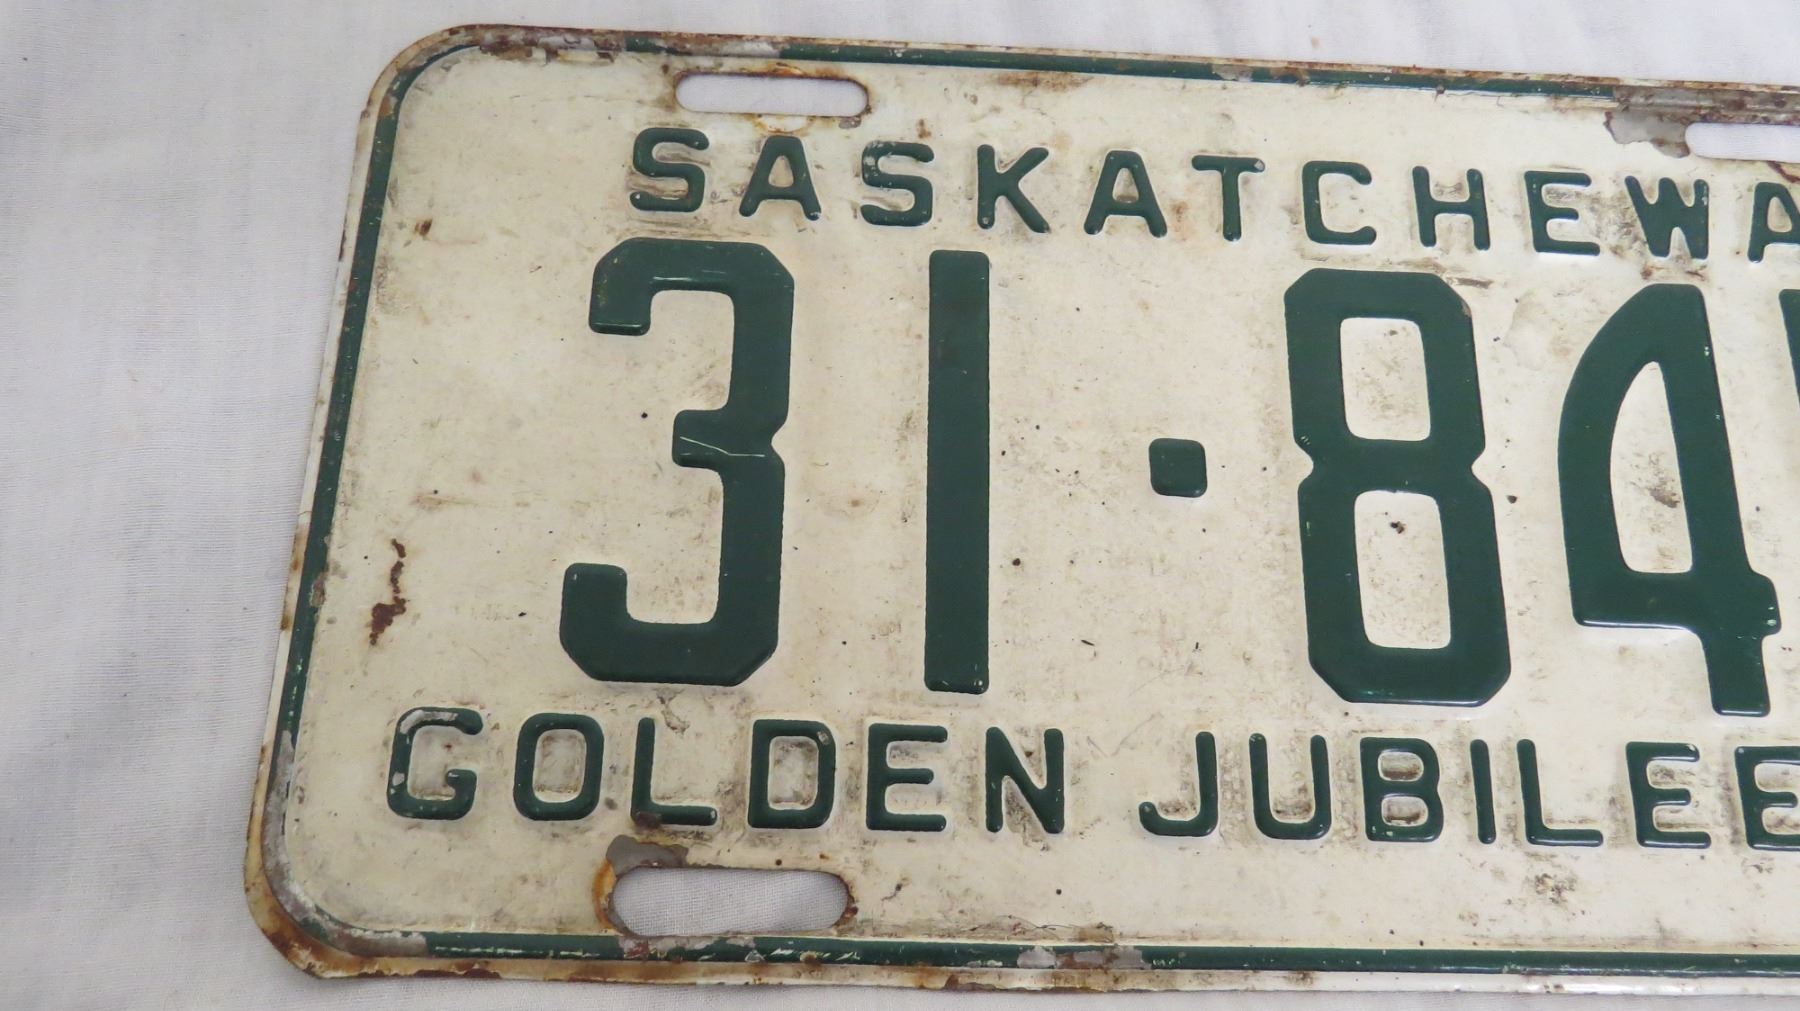 SASKATCHEWA
31·84
GOLDEN JUBILEE